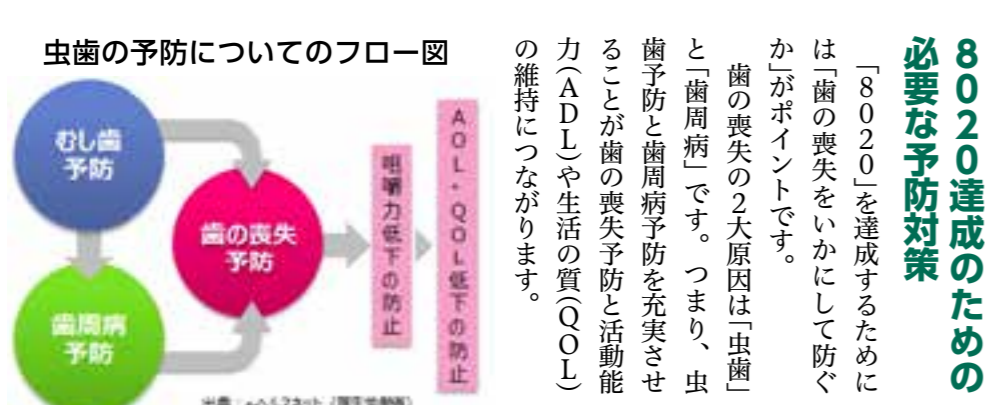 8020達成のための
必要な予防対策
「8020」を達成するために
は「歯の喪失をいかにして防ぐ
か」がポイントです。
歯の喪失の2大原因は「虫歯」
と「歯周病」です。つまり、虫
歯予防と歯周病予防を充実させ
ることが歯の喪失予防と活動能
力(ADL)や生活の質(QOL)
の維持につながります。
虫歯の予防についてのフロー図
むし歯
予防
歯の喪失
予防
歯周病
予防
咀嚼力低下の防止
AOL・QOL低下の防止